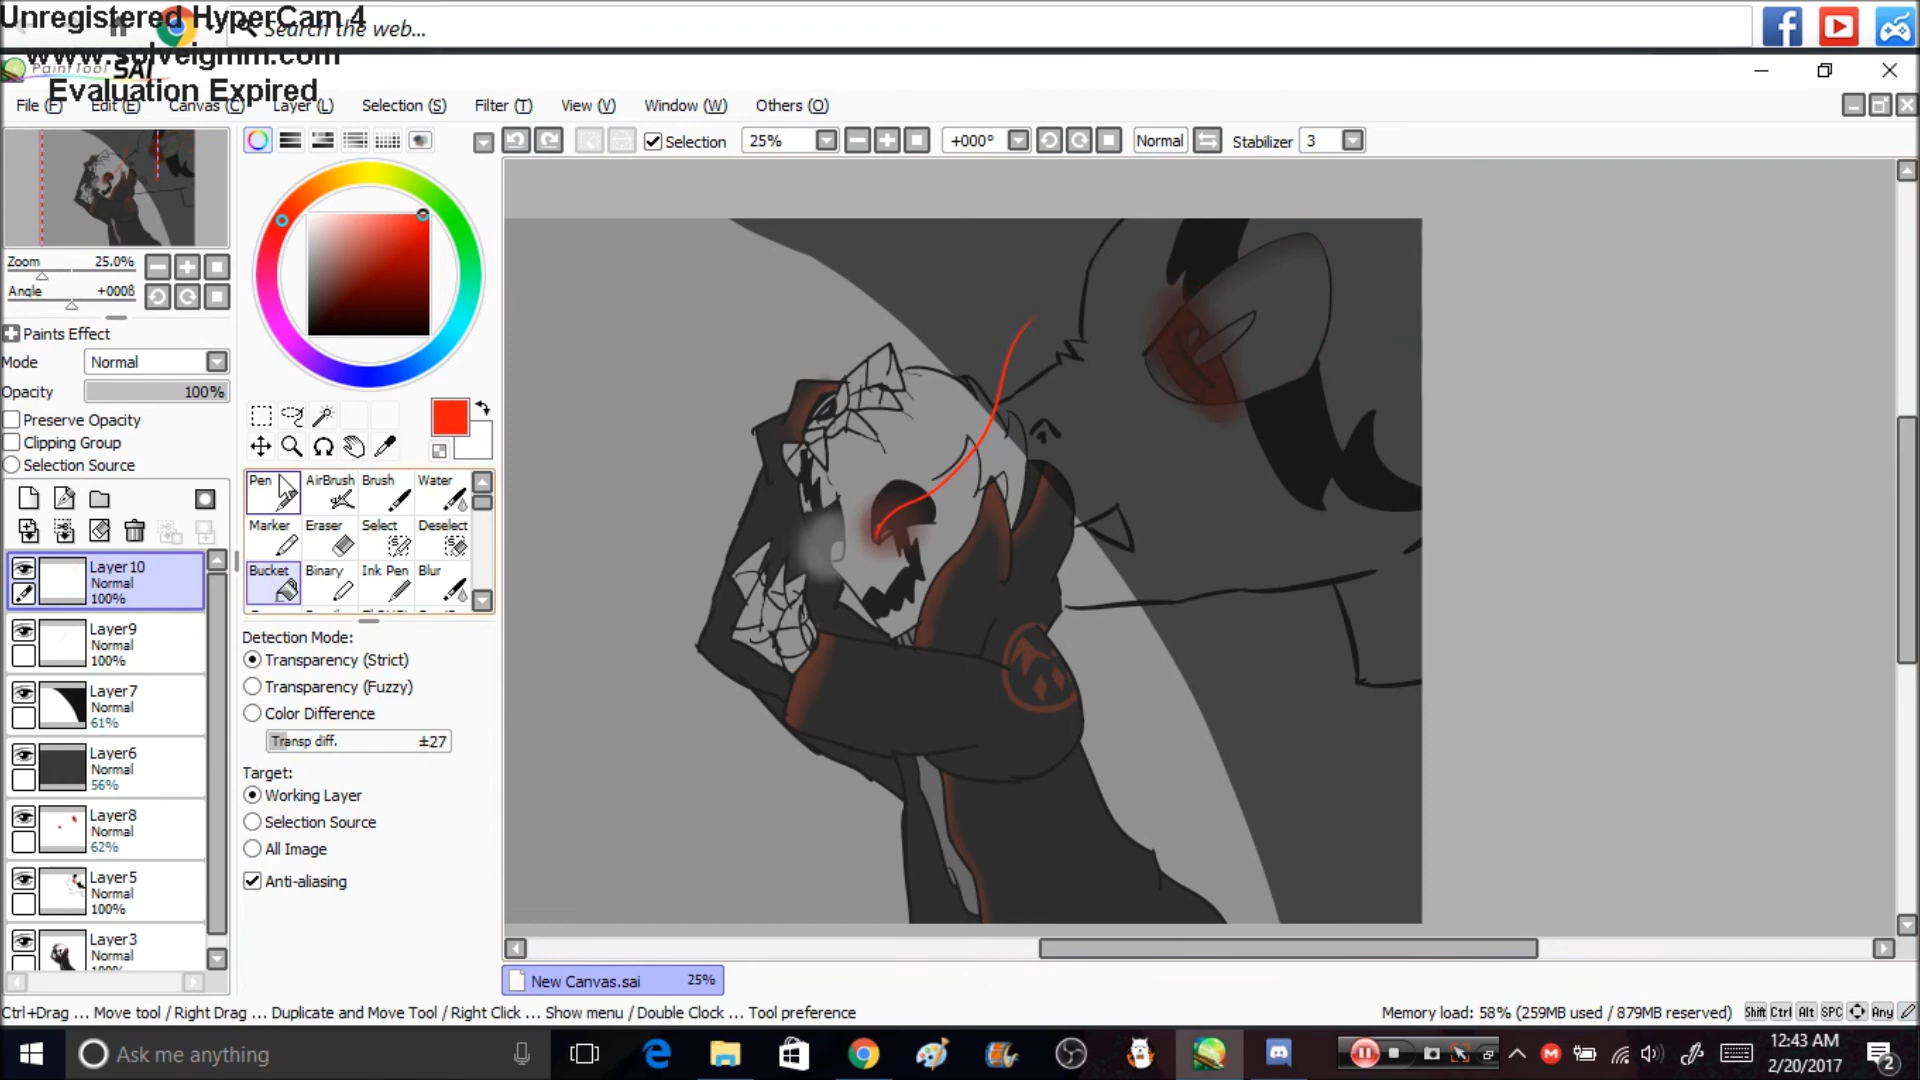 Unregistered HyperCam 4
Search the web...
www.solveigmm.com
PaintTool SAI
Evaluation Expired
File (F) Edit (E) Canvas (C) Layer (L) Selection (S) Filter (T) View (V) Window (W) Others (O)
Selection 25% +000° Normal Stabilizer 3
Zoom 25.0%
Angle +0008
Paints Effect
Mode Normal
Opacity 100%
Preserve Opacity
Clipping Group
Selection Source
Pen AirBrush Brush Water
Marker Eraser Select Deselect
Bucket Binary Ink Pen Blur
Layer10
Normal
100%
Layer9
Normal
100%
Layer7
Normal
61%
Layer6
Normal
56%
Layer8
Normal
62%
Layer5
Normal
100%
Layer3
Normal
100%
Detection Mode:
Transparency (Strict)
Transparency (Fuzzy)
Color Difference
Transp diff. ±27
Target:
Working Layer
Selection Source
All Image
Anti-aliasing
New Canvas.sai 25%
Ctrl+Drag ... Move tool / Right Drag ... Duplicate and Move Tool / Right Click ... Show menu / Double Clock ... Tool preference
Memory load: 58% (259MB used / 879MB reserved) Shift Ctrl Alt SPC Any
Ask me anything
12:43 AM
2/20/2017
2